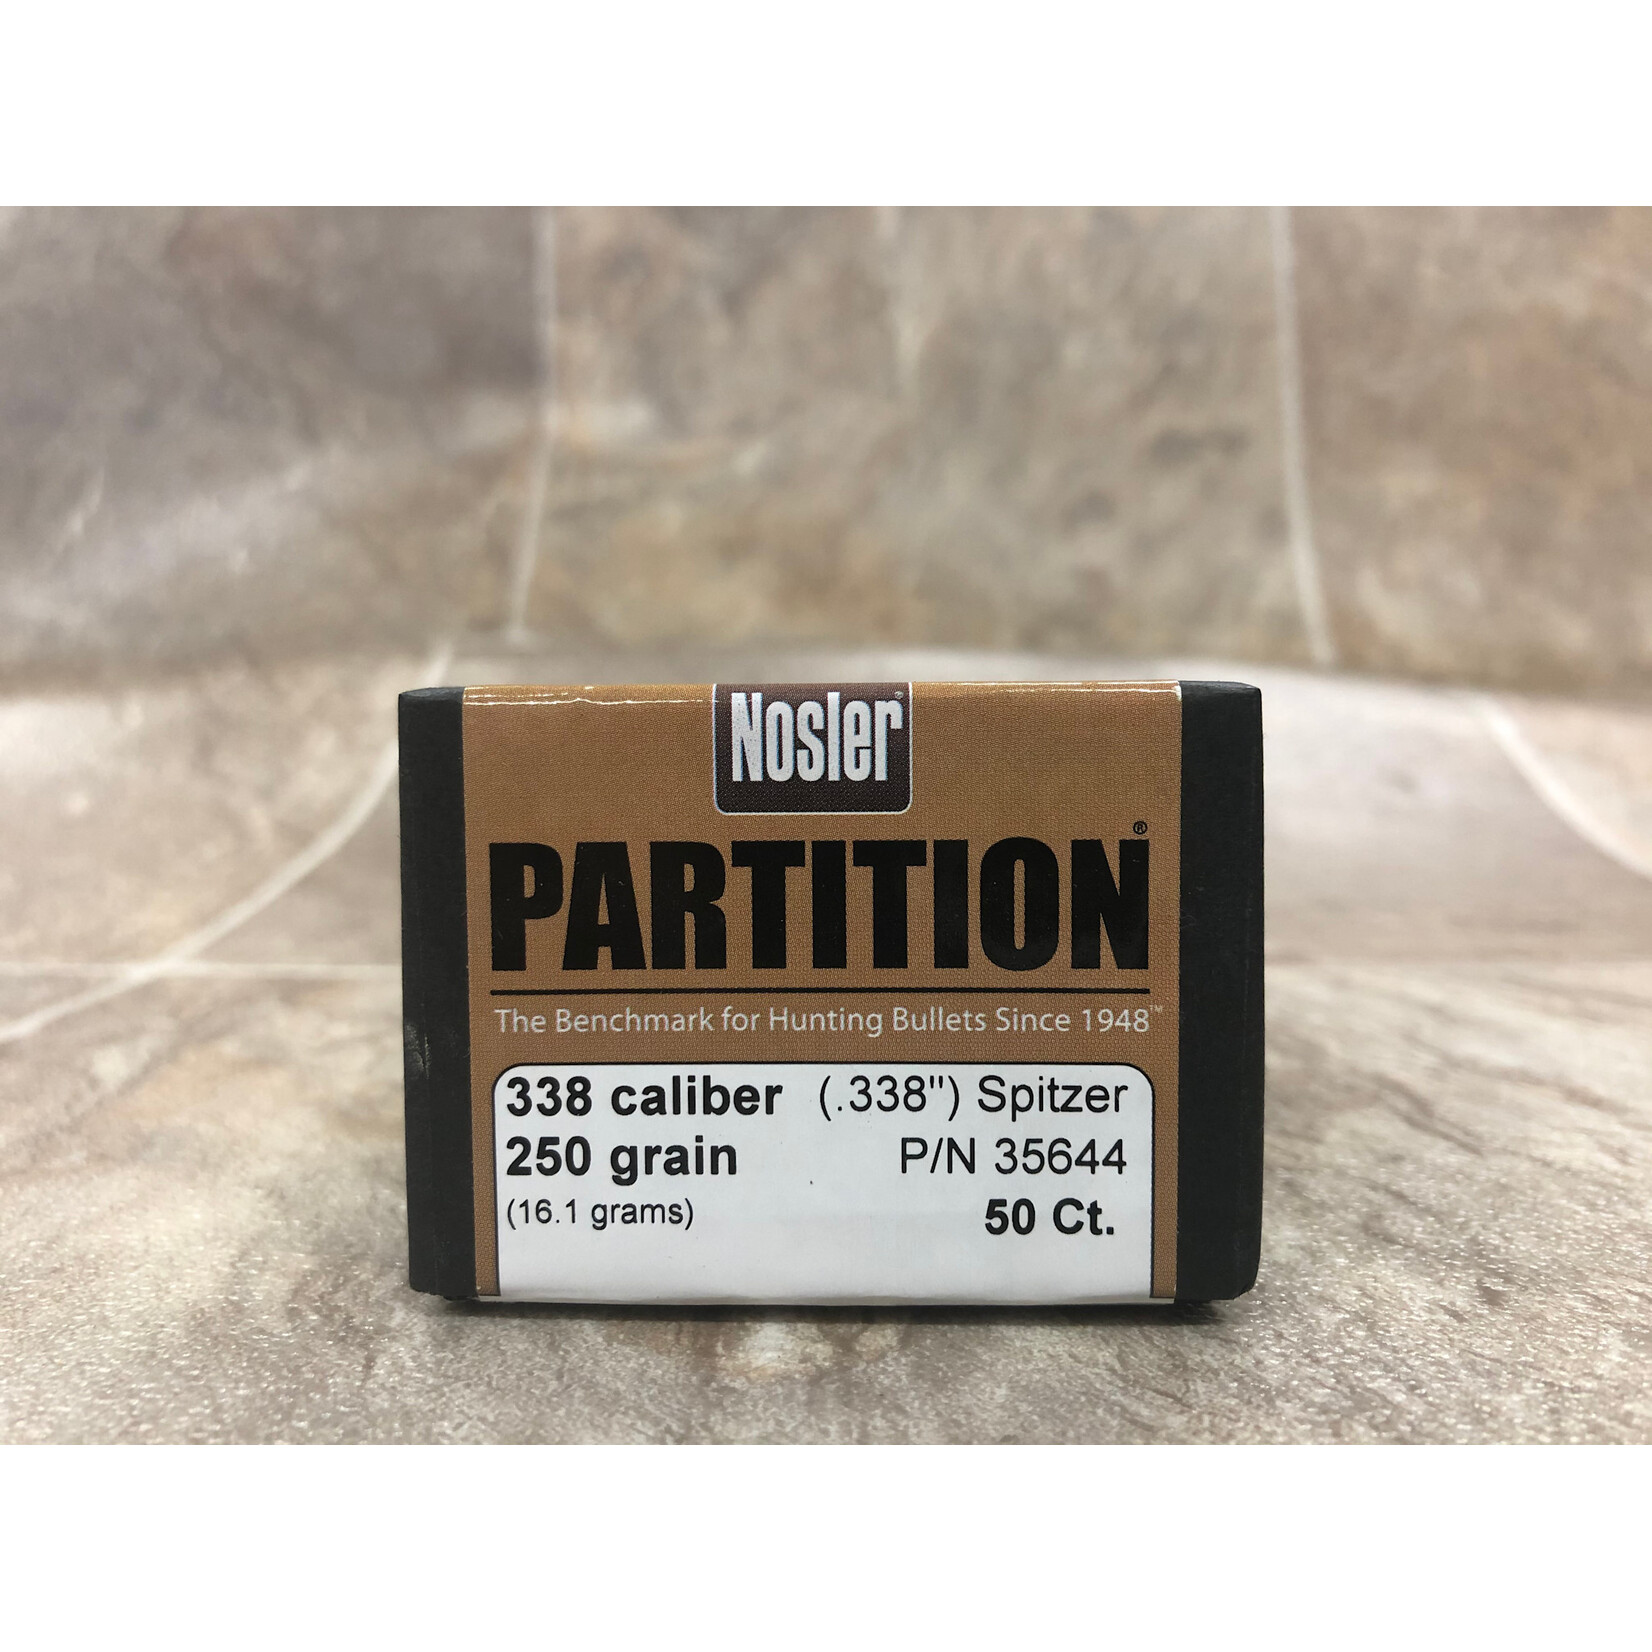 Nosler®
PARTITION®
The Benchmark for Hunting Bullets Since 1948™
338 caliber (.338") Spitzer
250 grain P/N 35644
(16.1 grams) 50 Ct.